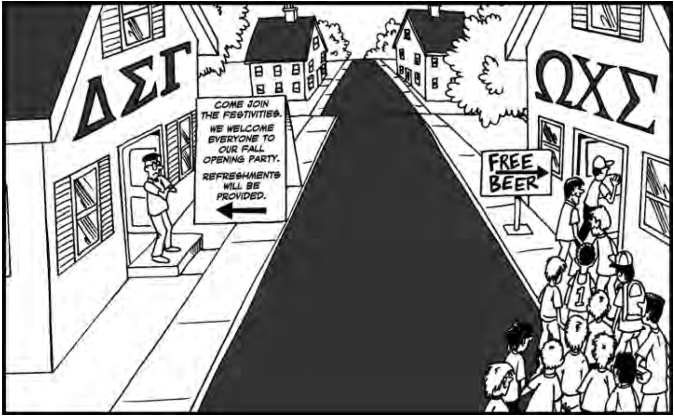 ΔΣΓ
COME JOIN
THE FESTIVITIES.
WE WELCOME
EVERYONE TO
OUR FALL
OPENING PARTY.
REFRESHMENTS
WILL BE
PROVIDED.
ΩΧΣ
FREE
BEER
1